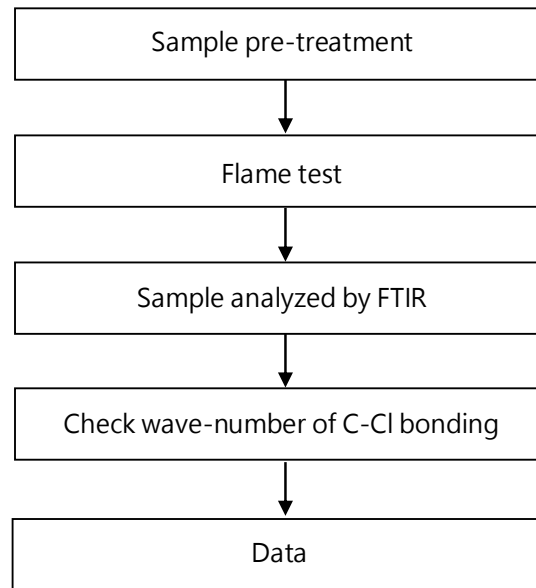 Sample pre-treatment
Flame test
Sample analyzed by FTIR
Check wave-number of C-Cl bonding
Data